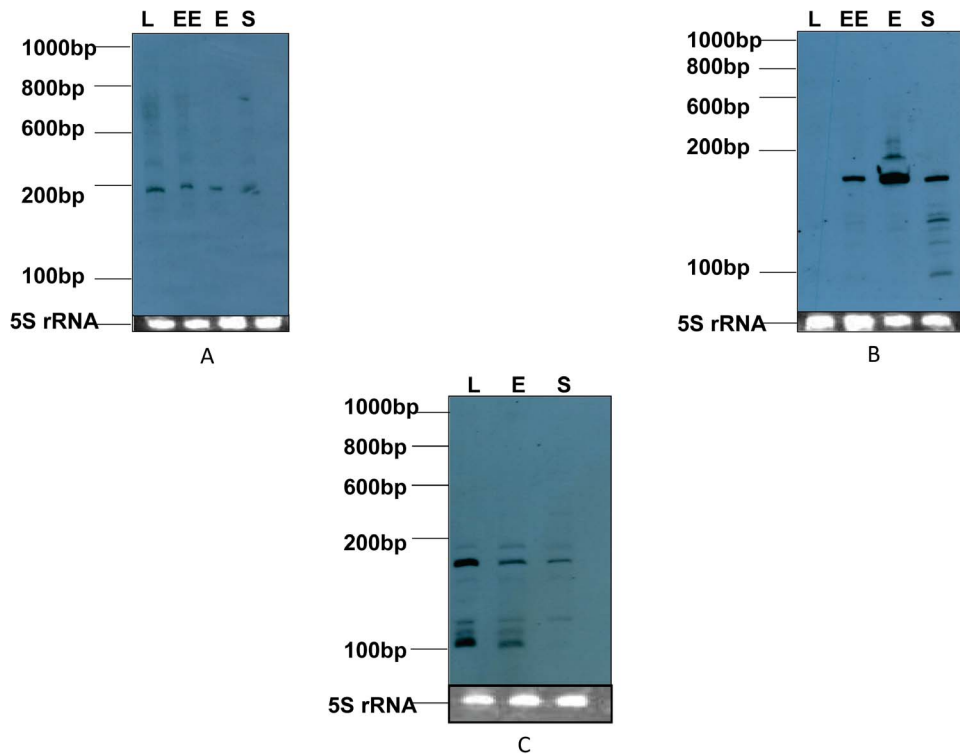 L EE E S
1000bp
800bp
600bp
200bp
100bp
5S rRNA
A
L EE E S
1000bp
800bp
600bp
200bp
100bp
5S rRNA
B
L E S
1000bp
800bp
600bp
200bp
100bp
5S rRNA
C